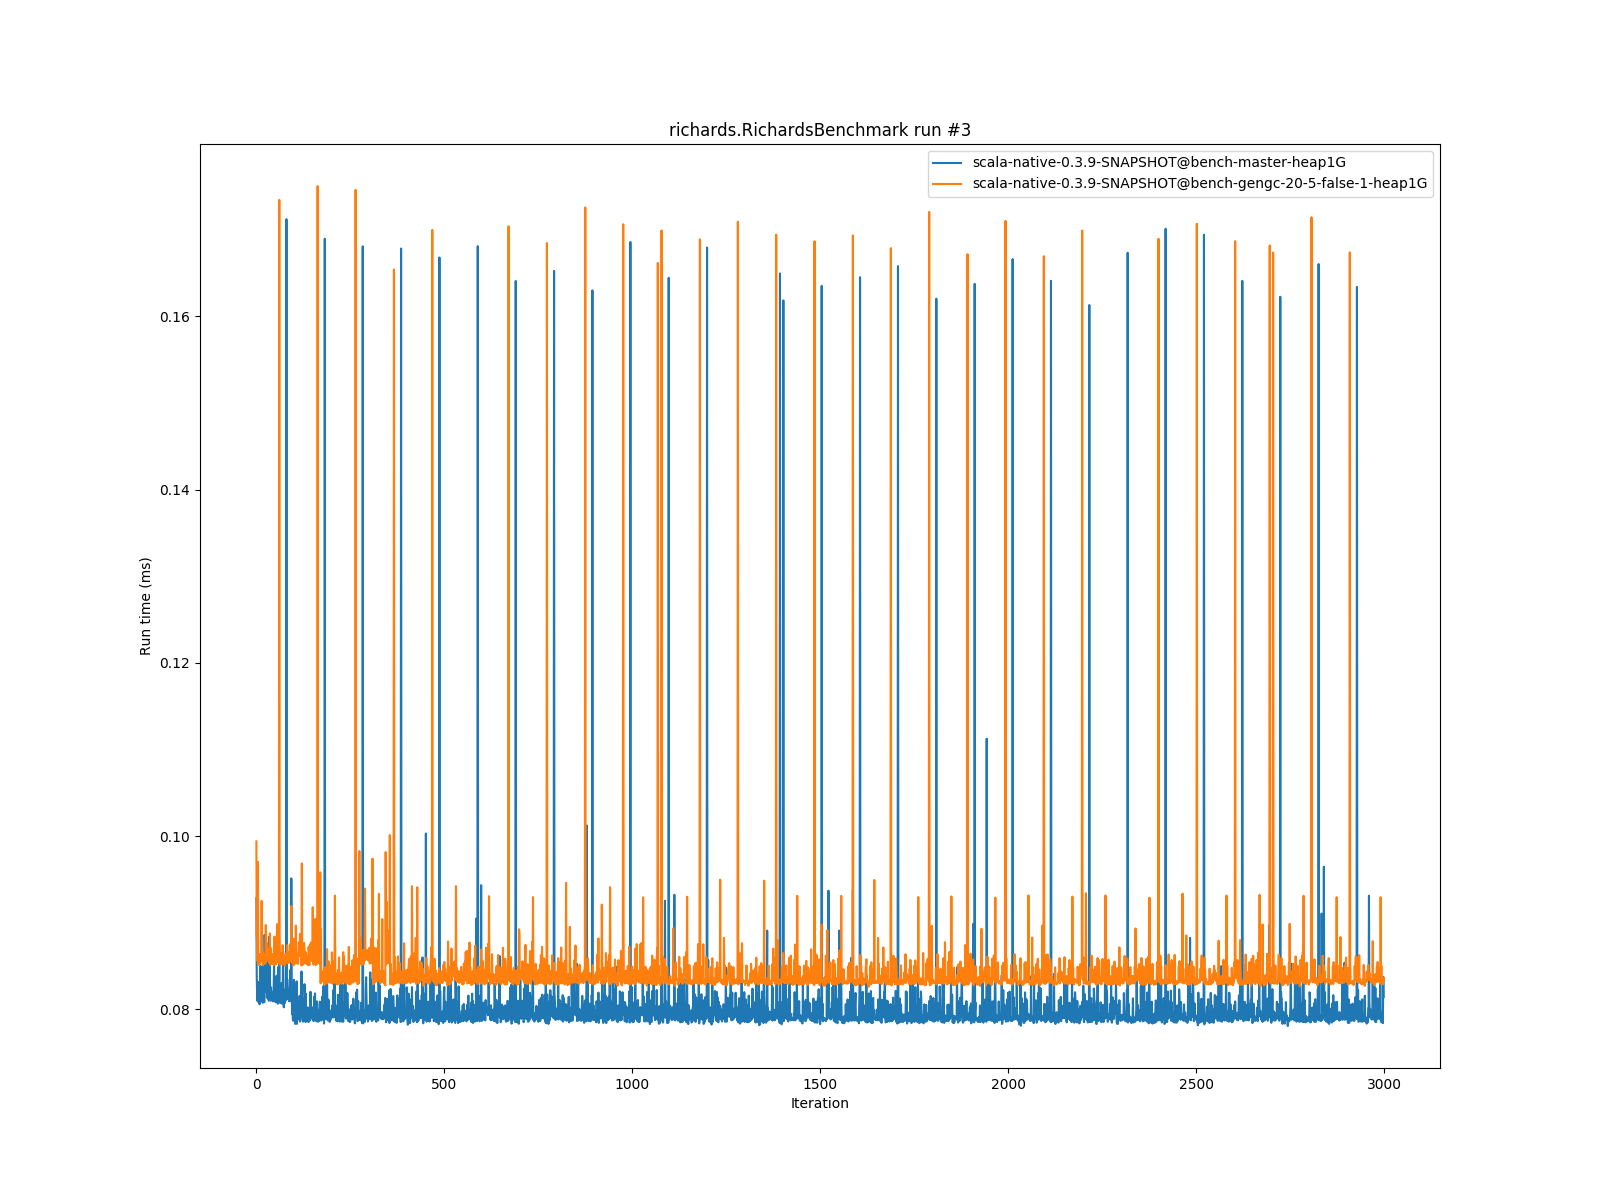 richards.RichardsBenchmark run #3
scala-native-0.3.9-SNAPSHOT@bench-master-heap1G
scala-native-0.3.9-SNAPSHOT@bench-gengc-20-5-false-1-heap1G
0.16
0.14
0.12
0.10
0.08
Run time (ms)
0 500 1000 1500 2000 2500 3000
Iteration